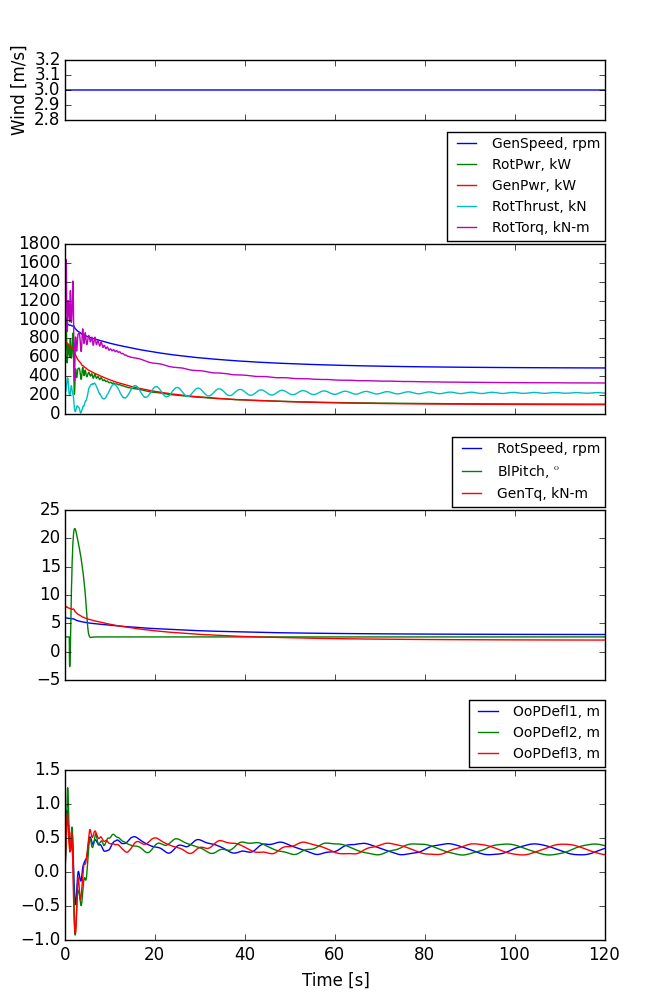 Wind [m/s]
3.2
3.1
3.0
2.9
2.8
GenSpeed, rpm
RotPwr, kW
GenPwr, kW
RotThrust, kN
RotTorq, kN-m
1800
1600
1400
1200
1000
800
600
400
200
0
RotSpeed, rpm
BlPitch, °
GenTq, kN-m
25
20
15
10
5
0
−5
OoPDefl1, m
OoPDefl2, m
OoPDefl3, m
1.5
1.0
0.5
0.0
−0.5
−1.0
0 20 40 60 80 100 120
Time [s]